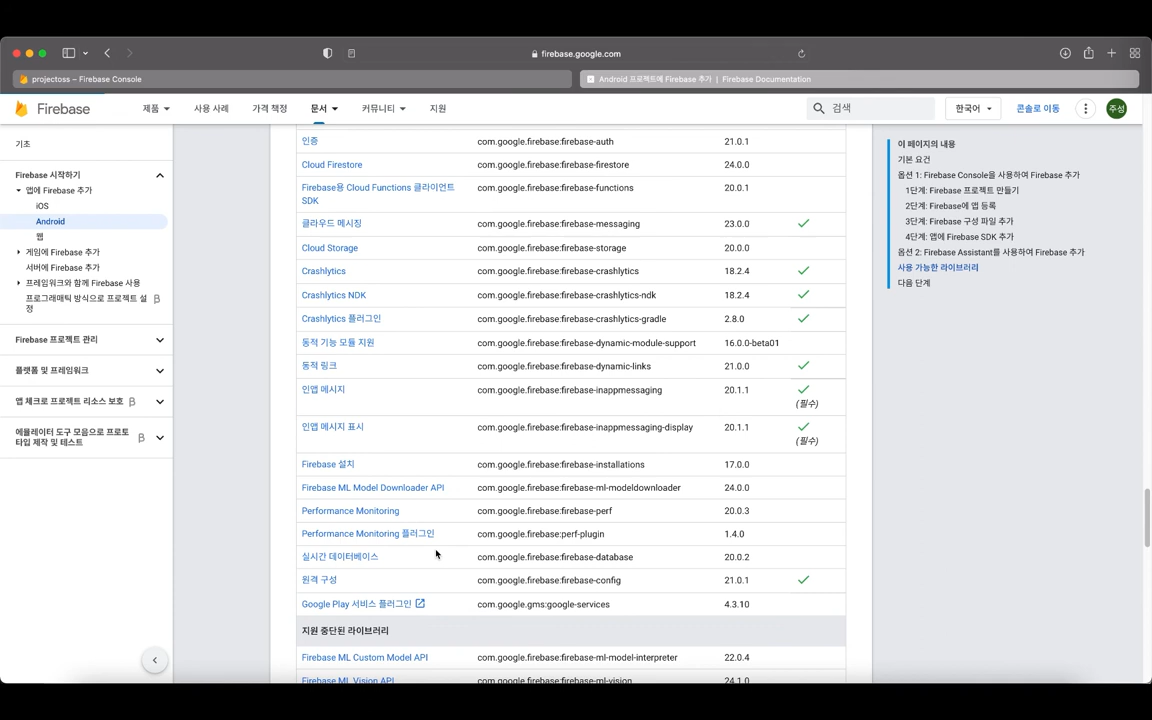 firebase.google.com
projectoss – Firebase Console
Android 프로젝트에 Firebase 추가 | Firebase Documentation
Firebase
제품
사용 사례
가격 책정
문서
커뮤니티
지원
검색
한국어
콘솔로 이동
주성
기초
Firebase 시작하기
앱에 Firebase 추가
iOS
Android
웹
게임에 Firebase 추가
서버에 Firebase 추가
프레임워크와 함께 Firebase 사용
프로그래매틱 방식으로 프로젝트 설
정
β
Firebase 프로젝트 관리
플랫폼 및 프레임워크
앱 체크로 프로젝트 리소스 보호 β
에뮬레이터 도구 모음으로 프로토
타입 제작 및 테스트
β
인증 com.google.firebase:firebase-auth 21.0.1
Cloud Firestore com.google.firebase:firebase-firestore 24.0.0
Firebase용 Cloud Functions 클라이언트 com.google.firebase:firebase-functions 20.0.1
SDK
클라우드 메시징 com.google.firebase:firebase-messaging 23.0.0
Cloud Storage com.google.firebase:firebase-storage 20.0.0
Crashlytics com.google.firebase:firebase-crashlytics 18.2.4
Crashlytics NDK com.google.firebase:firebase-crashlytics-ndk 18.2.4
Crashlytics 플러그인 com.google.firebase:firebase-crashlytics-gradle 2.8.0
동적 기능 모듈 지원 com.google.firebase:firebase-dynamic-module-support 16.0.0-beta01
동적 링크 com.google.firebase:firebase-dynamic-links 21.0.0
인앱 메시지 com.google.firebase:firebase-inappmessaging 20.1.1
(필수)
인앱 메시지 표시 com.google.firebase:firebase-inappmessaging-display 20.1.1
(필수)
Firebase 설치 com.google.firebase:firebase-installations 17.0.0
Firebase ML Model Downloader API com.google.firebase:firebase-ml-modeldownloader 24.0.0
Performance Monitoring com.google.firebase:firebase-perf 20.0.3
Performance Monitoring 플러그인 com.google.firebase:perf-plugin 1.4.0
실시간 데이터베이스 com.google.firebase:firebase-database 20.0.2
원격 구성 com.google.firebase:firebase-config 21.0.1
Google Play 서비스 플러그인 com.google.gms:google-services 4.3.10
지원 중단된 라이브러리
Firebase ML Custom Model API com.google.firebase:firebase-ml-model-interpreter 22.0.4
Firebase ML Vision API com.google.firebase:firebase-ml-vision 24.1.0
이 페이지의 내용
기본 요건
옵션 1: Firebase Console을 사용하여 Firebase 추가
1단계: Firebase 프로젝트 만들기
2단계: Firebase에 앱 등록
3단계: Firebase 구성 파일 추가
4단계: 앱에 Firebase SDK 추가
옵션 2: Firebase Assistant를 사용하여 Firebase 추가
사용 가능한 라이브러리
다음 단계